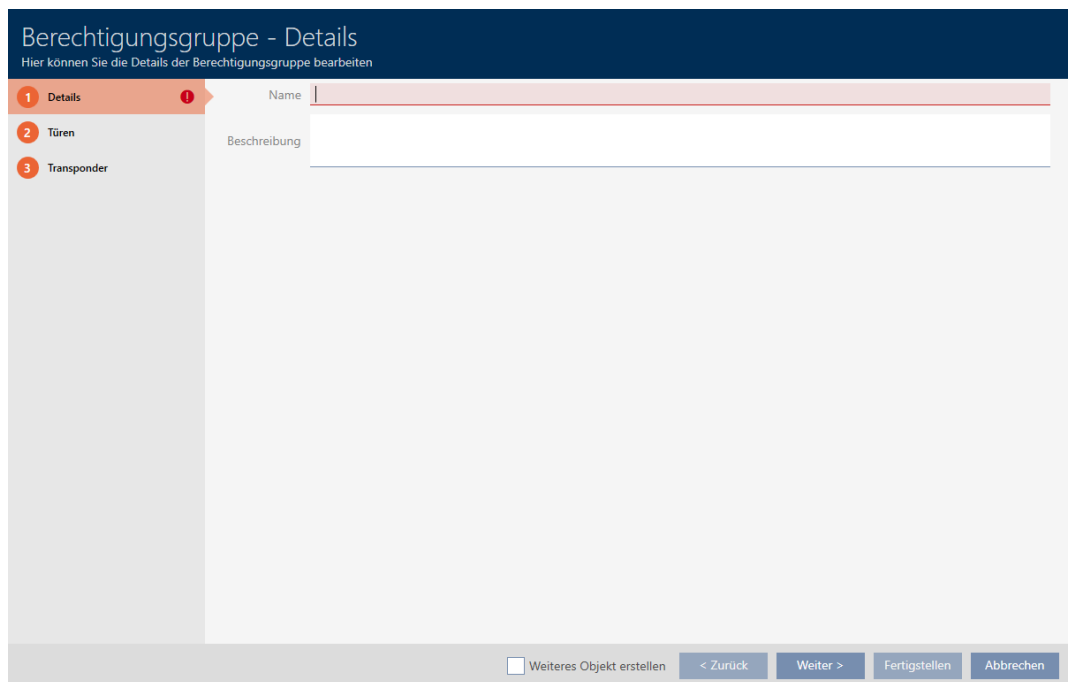 Berechtigungsgruppe - Details
Hier können Sie die Details der Berechtigungsgruppe bearbeiten
1 Details !
Name
2 Türen
Beschreibung
3 Transponder
Weiteres Objekt erstellen < Zurück Weiter > Fertigstellen Abbrechen